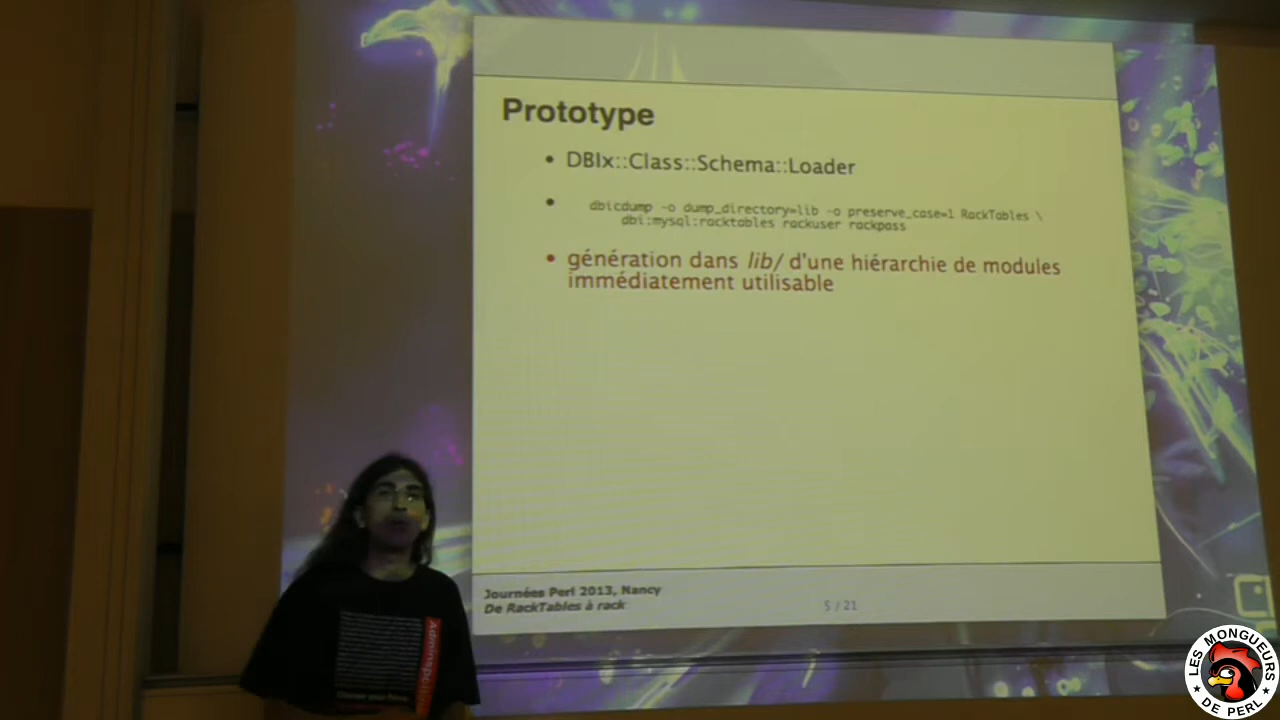 Prototype
DBIx::Class::Schema::Loader
dbicdump -o dump_directory=lib -o preserve_case=1 RackTables \
dbi:mysql:racktables rackuser rackpass
génération dans lib/ d'une hiérarchie de modules
immédiatement utilisable
Journées Perl 2013, Nancy
De RackTables à rack
5 / 21
LES MONGUEURS
DE PERL